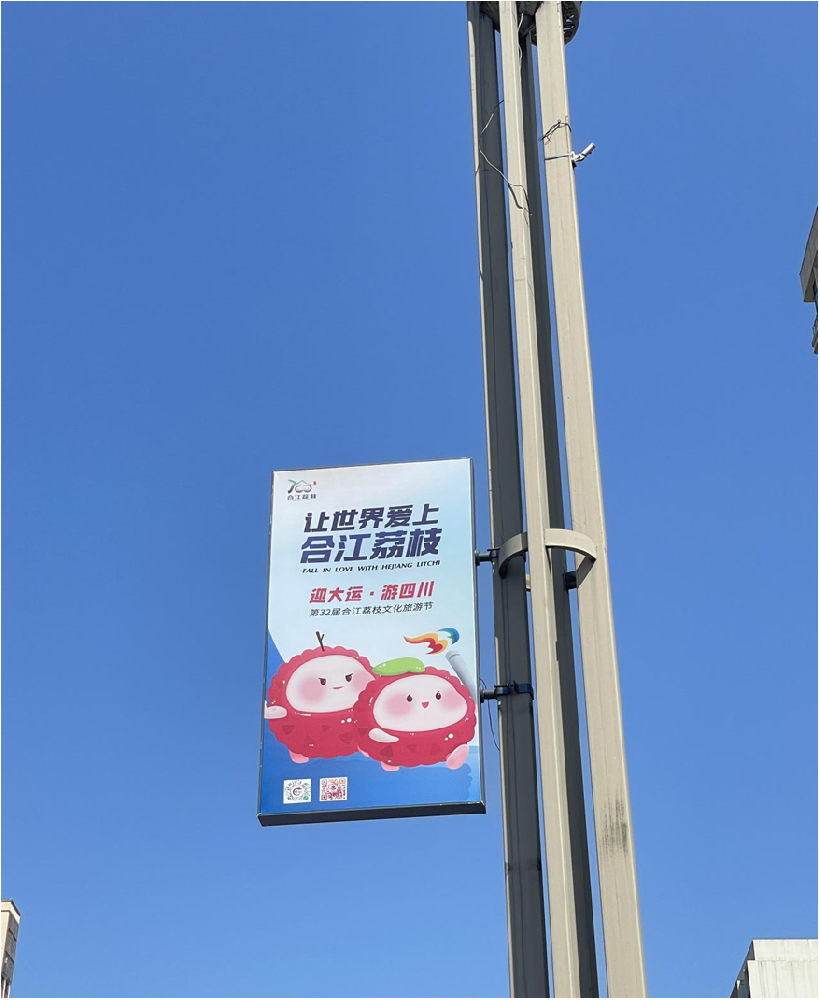 合江荔枝
让世界爱上
合江荔枝
FALL IN LOVE WITH HEJIANG LITCHI
迎大运·游四川
第32届合江荔枝文化旅游节